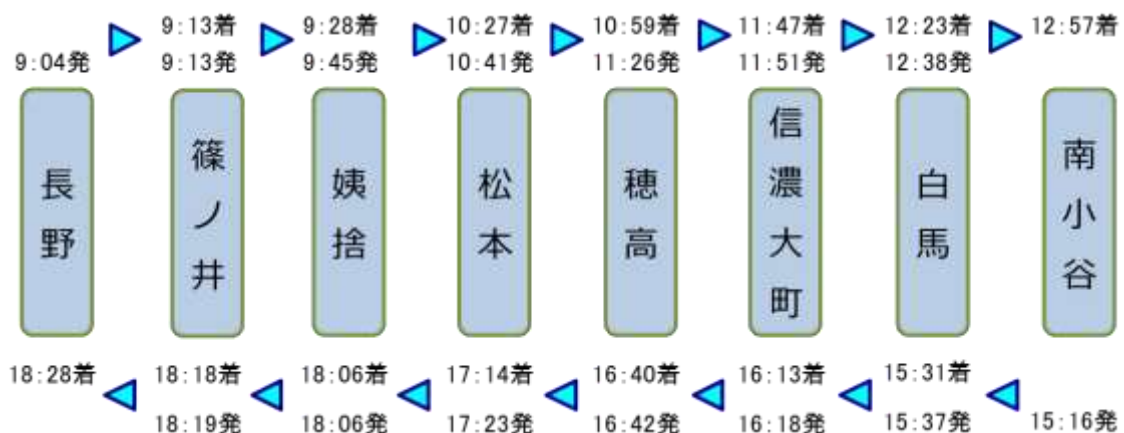 9:13着 9:28着 10:27着 10:59着 11:47着 12:23着 12:57着
9:04発 9:13発 9:45発 10:41発 11:26発 11:51発 12:38発
長野
篠ノ井
姨捨
松本
穂高
信濃大町
白馬
南小谷
18:28着 18:18着 18:06着 17:14着 16:40着 16:13着 15:31着
18:19発 18:06発 17:23発 16:42発 16:18発 15:37発 15:16発